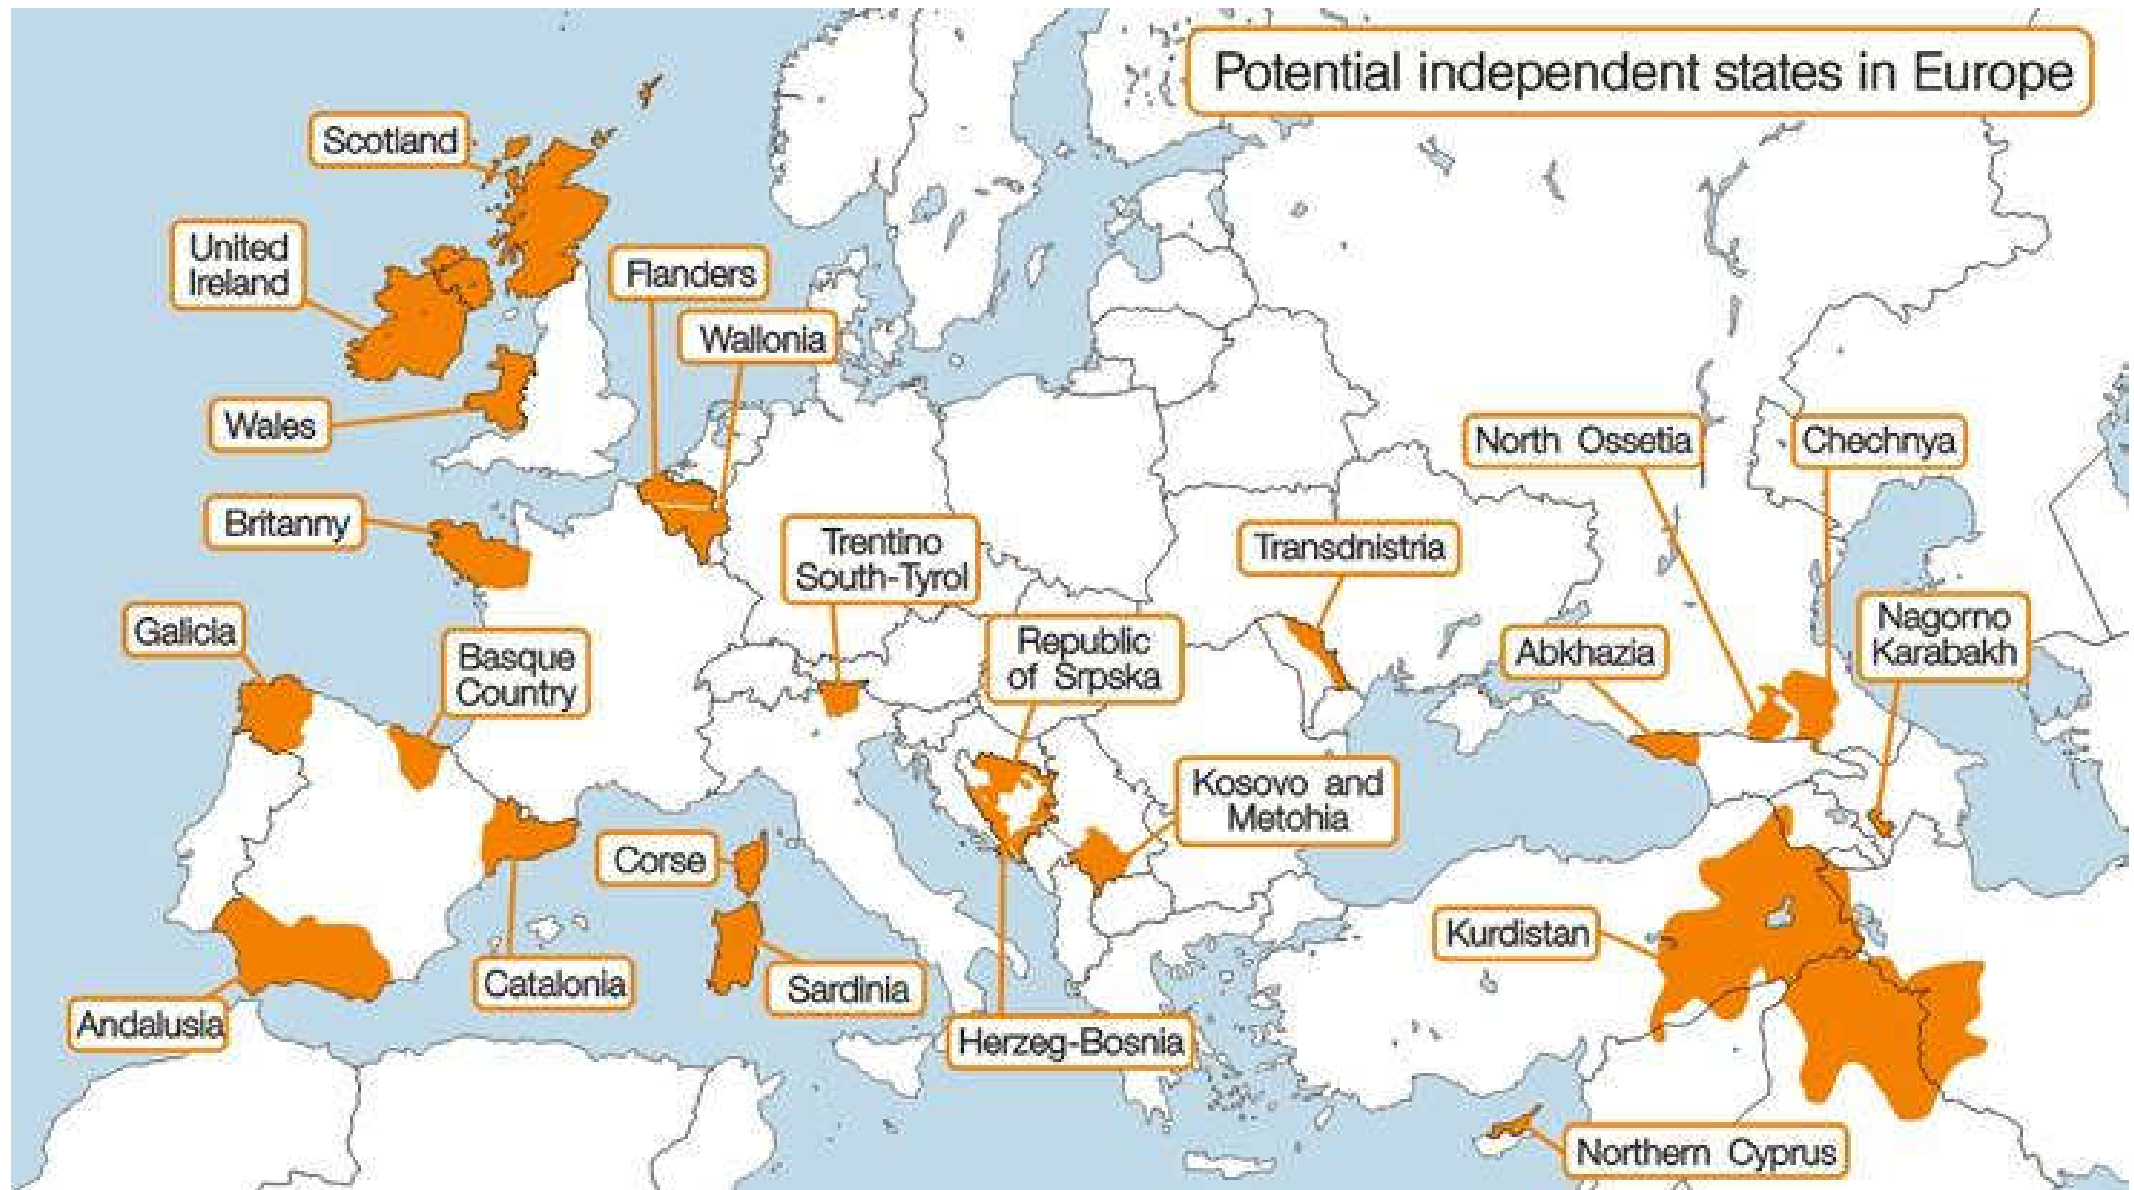 Potential independent states in Europe
Scotland
United
Ireland
Flanders
Wallonia
Wales
North Ossetia
Chechnya
Britanny
Trentino
South-Tyrol
Transdnistria
Galicia
Basque
Country
Republic
of Srpska
Abkhazia
Nagorno
Karabakh
Kosovo and
Metohia
Corse
Kurdistan
Catalonia
Sardinia
Andalusia
Herzeg-Bosnia
Northern Cyprus